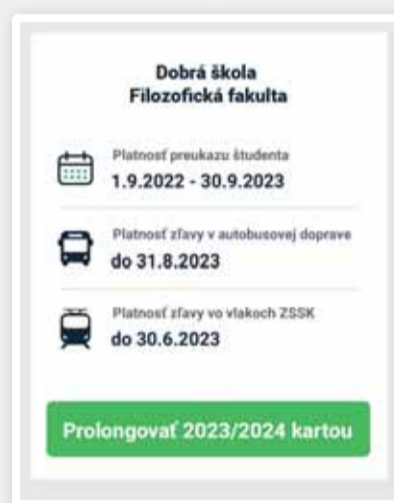 Dobrá škola
Filozofická fakulta
Platnosť preukazu študenta
1.9.2022 - 30.9.2023
Platnosť zľavy v autobusovej doprave
do 31.8.2023
Platnosť zľavy vo vlakoch ZSSK
do 30.6.2023
Prolongovať 2023/2024 kartou